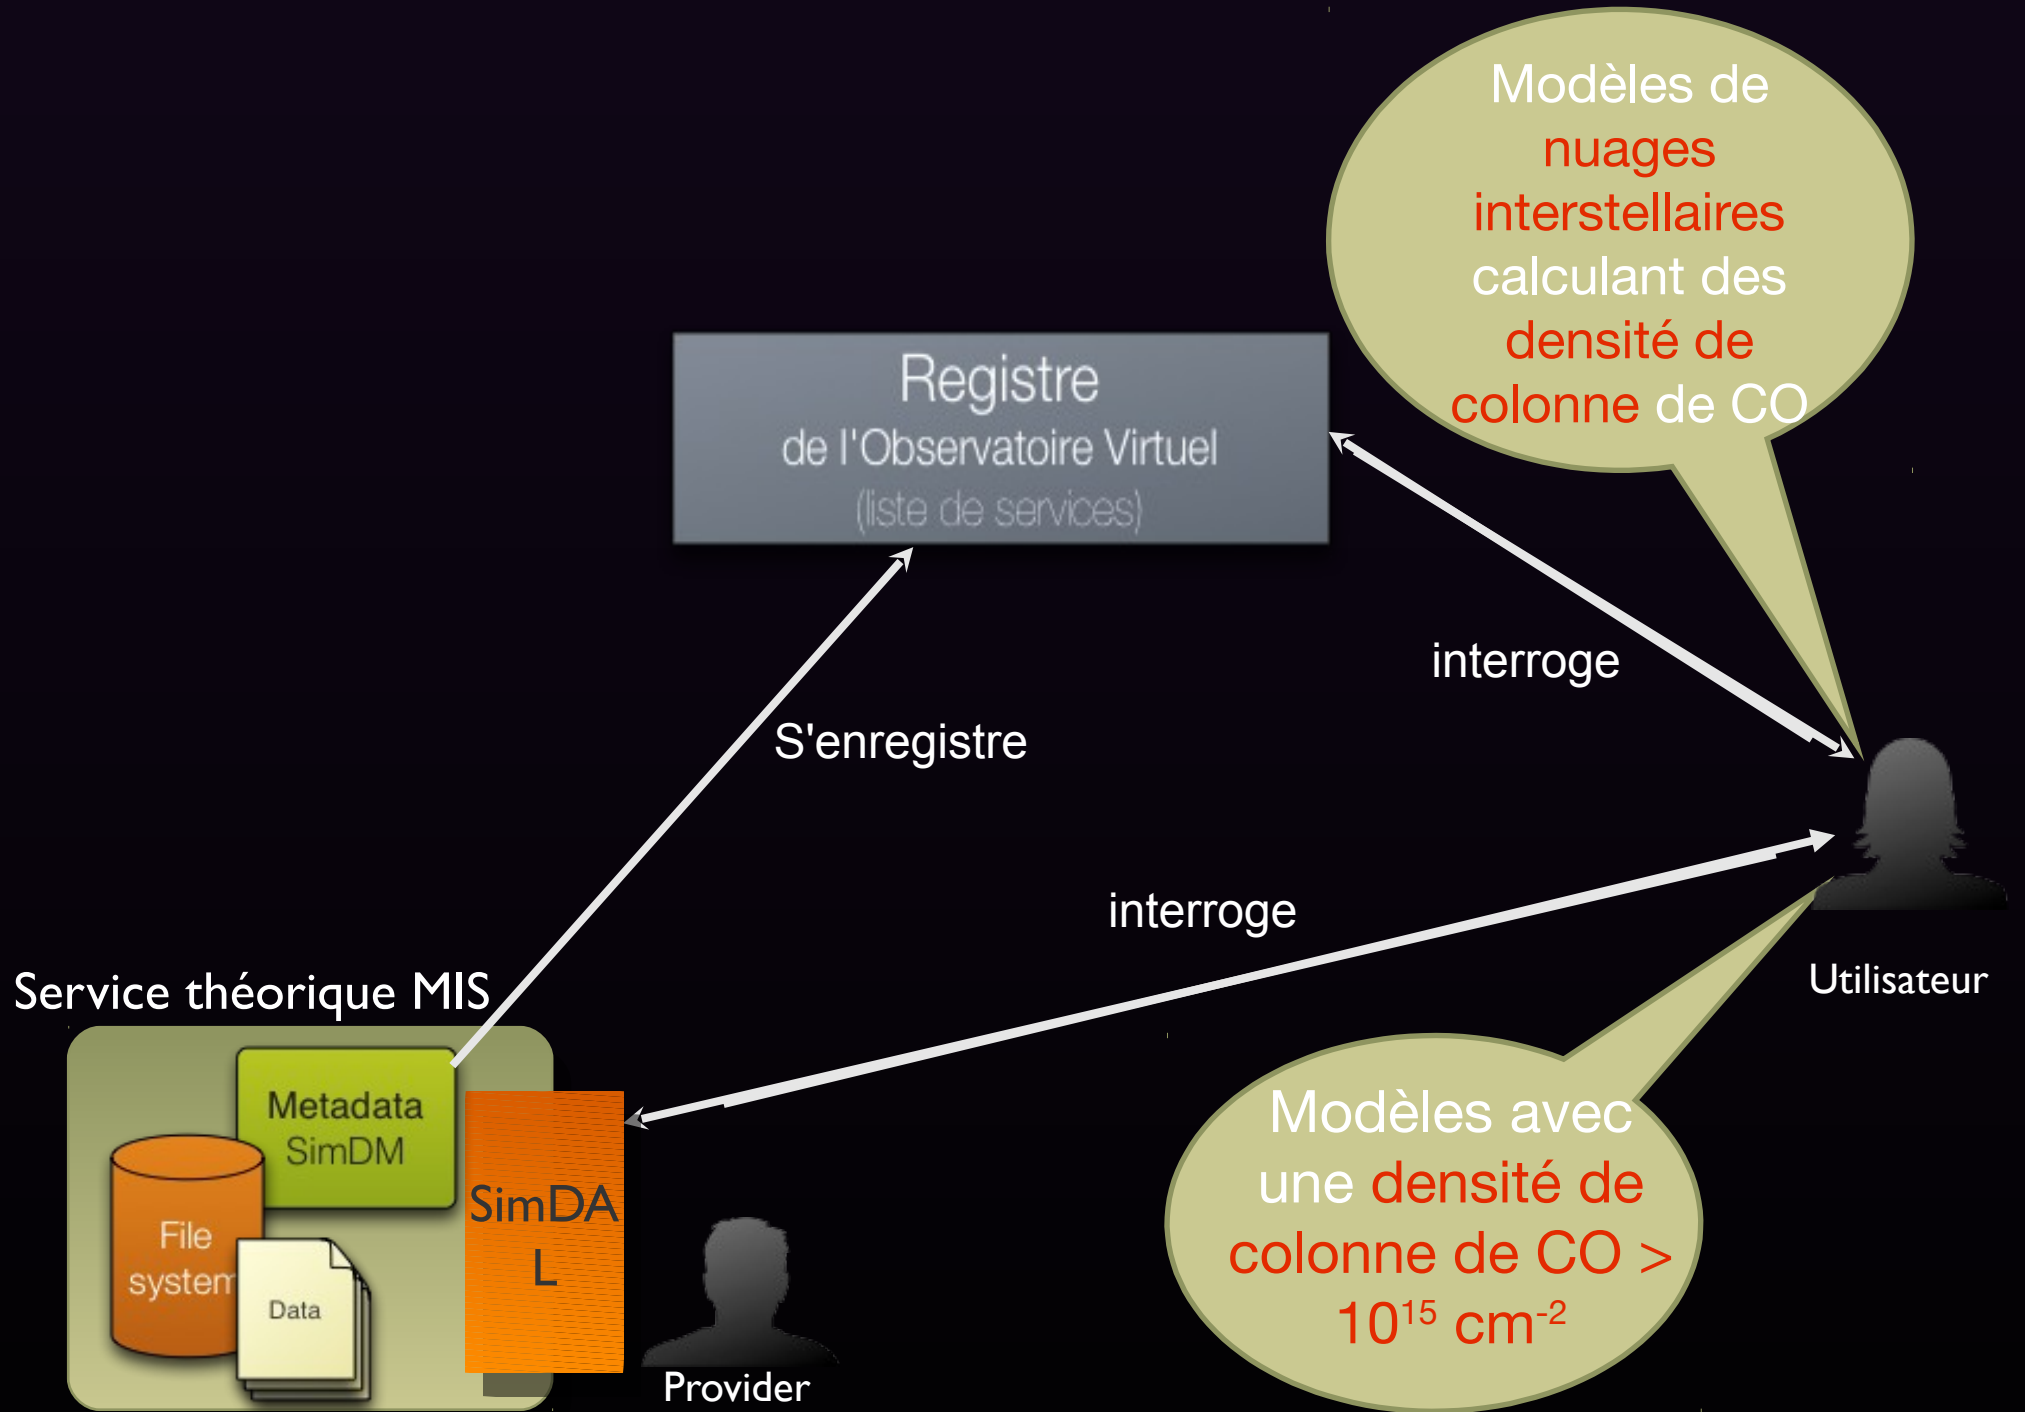 Modèles de
nuages
interstellaires
calculant des
densité de
colonne de CO
Registre
de l'Observatoire Virtuel
(liste de services)
interroge
S'enregistre
interroge
Utilisateur
Service théorique MIS
Metadata
SimDM
File
system
Data
SimDA
L
Provider
Modèles avec
une densité de
colonne de CO >
10¹⁵ cm⁻²